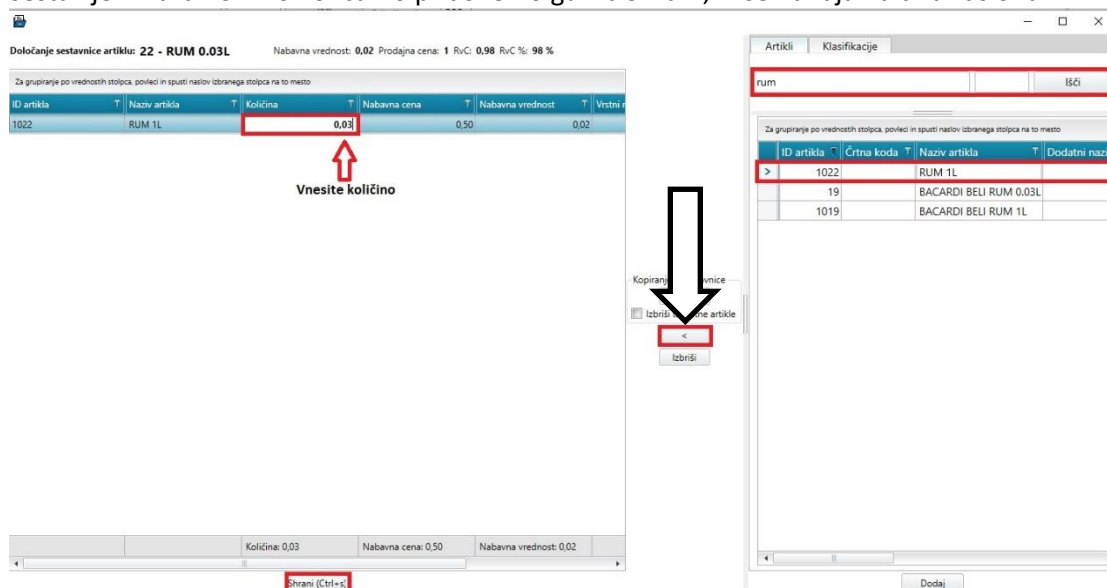 Določanje sestavnice artiklu: 22 - RUM 0.03L Nabavna vrednost: 0,02 Prodajna cena: 1 RvC: 0,98 RvC %: 98 %
Za grupiranje po vrednostih stolpca, povleci in spusti naslov izbranega stolpca na to mesto
ID artikla Naziv artikla Količina Nabavna cena Nabavna vrednost Vrstni
1022 RUM 1L 0,03 0,50 0,02
Vnesite količino
Količina: 0,03 Nabavna cena: 0,50 Nabavna vrednost: 0,02
Shrani (Ctrl+s)
Izbriši artikle
<
Izbriši
Artikli Klasifikacije
rum Išči
Za grupiranje po vrednostih stolpca, povleci in spusti naslov izbranega stolpca na to mesto
ID artikla Črtna koda Naziv artikla Dodatni nazi
> 1022 RUM 1L
19 BACARDI BELI RUM 0.03L
1019 BACARDI BELI RUM 1L
Dodaj